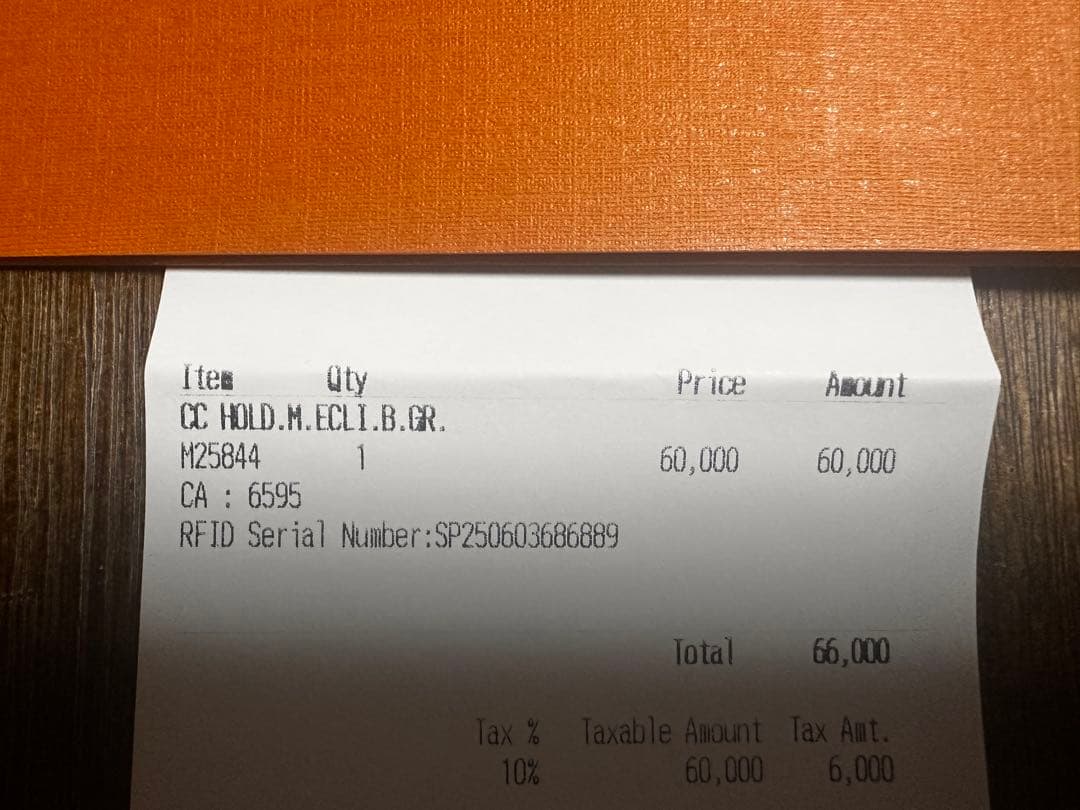 Item Qty Price Amount
CC HOLD.M.ECLI.B.GR.
M25844 1 60,000 60,000
CA : 6595
RFID Serial Number:SP250603686889
Total 66,000
Tax % Taxable Amount Tax Amt.
10% 60,000 6,000